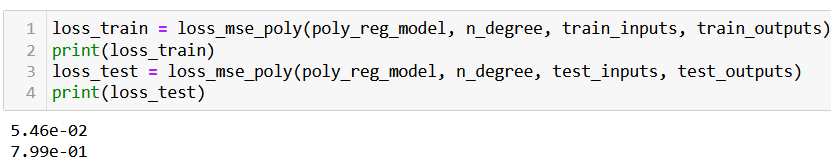 1 loss_train = loss_mse_poly(poly_reg_model, n_degree, train_inputs, train_outputs)
2 print(loss_train)
3 loss_test = loss_mse_poly(poly_reg_model, n_degree, test_inputs, test_outputs)
4 print(loss_test)
5.46e-02
7.99e-01